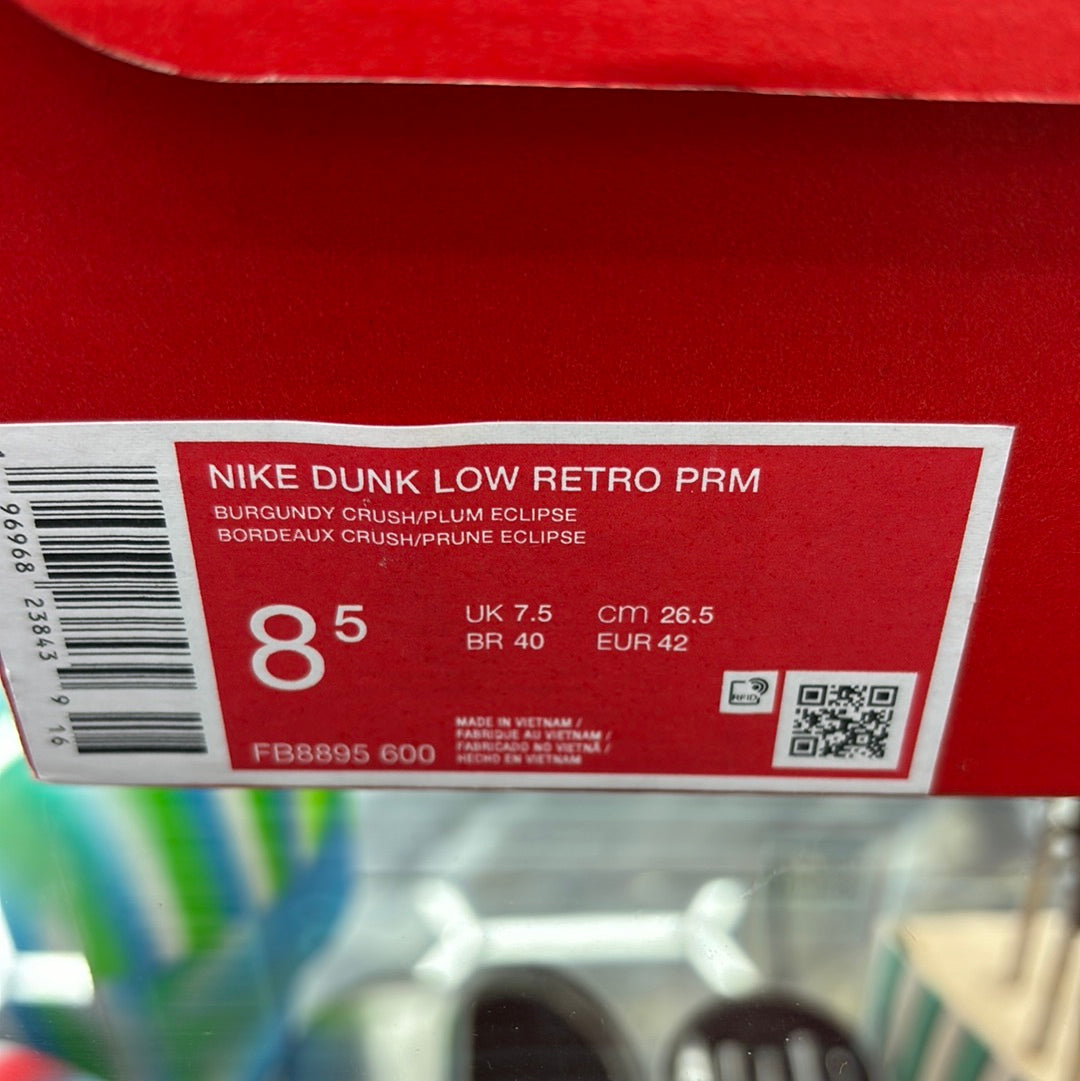 NIKE DUNK LOW RETRO PRM
BURGUNDY CRUSH/PLUM ECLIPSE
BORDEAUX CRUSH/PRUNE ECLIPSE
8 5
UK 7.5 cm 26.5
BR 40 EUR 42
RFID
MADE IN VIETNAM /
FABRIQUE AU VIETNAM /
FABRICADO NO VIETNÃ /
HECHO EN VIETNAM
FB8895 600
96968 23843 9 16